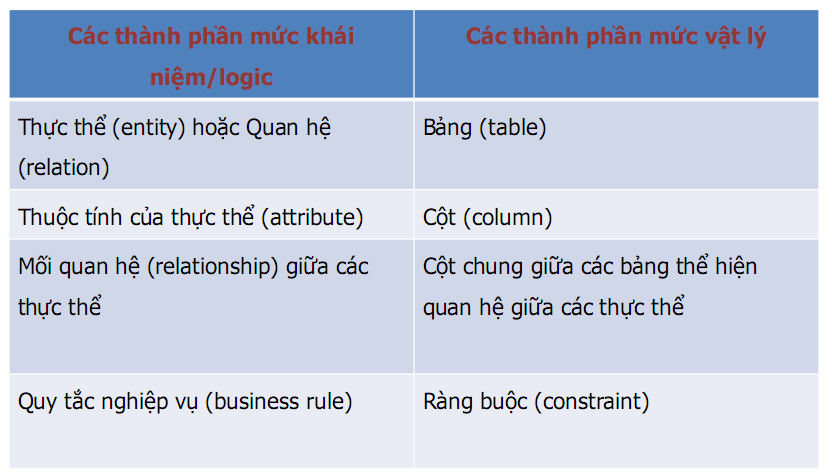 Các thành phần mức khái
niệm/logic
Các thành phần mức vật lý
Thực thể (entity) hoặc Quan hệ
(relation)
Bảng (table)
Thuộc tính của thực thể (attribute)
Cột (column)
Mối quan hệ (relationship) giữa các
thực thể
Cột chung giữa các bảng thể hiện
quan hệ giữa các thực thể
Quy tắc nghiệp vụ (business rule)
Ràng buộc (constraint)